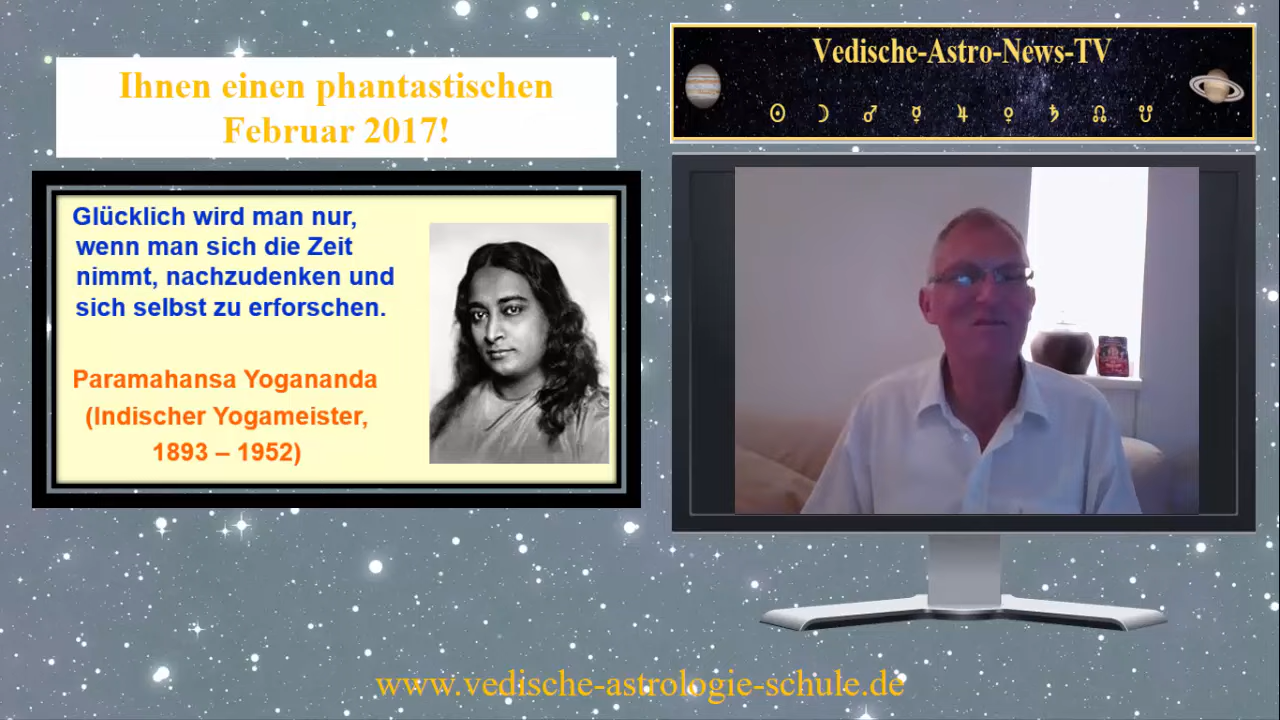 Ihnen einen phantastischen
Februar 2017!
Glücklich wird man nur,
wenn man sich die Zeit
nimmt, nachzudenken und
sich selbst zu erforschen.
Paramahansa Yogananda
(Indischer Yogameister,
1893 – 1952)
Vedische-Astro-News-TV
☉ ☽ ♂ ☿ ♃ ♀ ♄ ☊ ☋
www.vedische-astrologie-schule.de